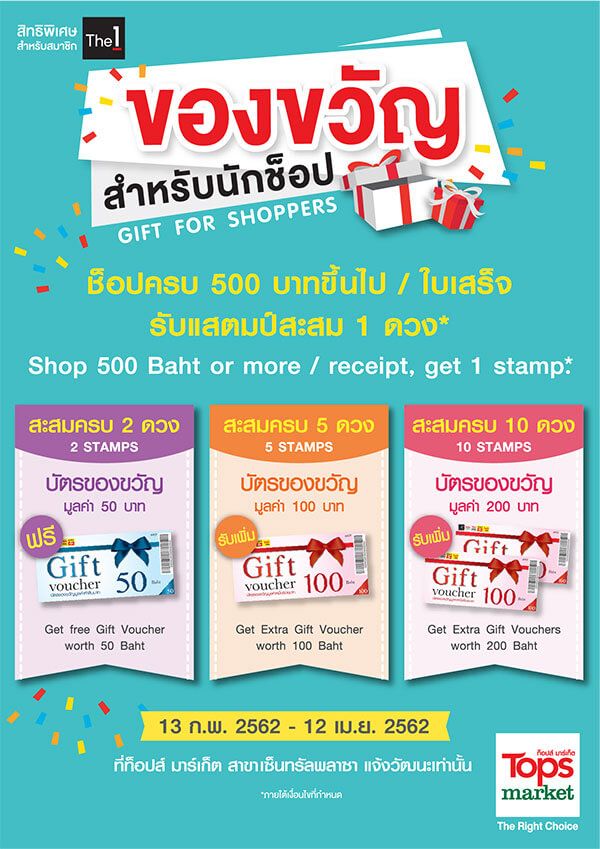 สิทธิพิเศษ
สำหรับสมาชิก
The1
ของขวัญ
สำหรับนักช็อป
GIFT FOR SHOPPERS
ช็อปครบ 500 บาทขึ้นไป / ใบเสร็จ
รับแสตมป์สะสม 1 ดวง*
Shop 500 Baht or more / receipt, get 1 stamp.*
สะสมครบ 2 ดวง
2 STAMPS
บัตรของขวัญ
มูลค่า 50 บาท
ฟรี
Gift
voucher 50 Baht
50
Get free Gift Voucher
worth 50 Baht
สะสมครบ 5 ดวง
5 STAMPS
บัตรของขวัญ
มูลค่า 100 บาท
รับเพิ่ม
Gift
voucher 100 Baht
100
Get Extra Gift Voucher
worth 100 Baht
สะสมครบ 10 ดวง
10 STAMPS
บัตรของขวัญ
มูลค่า 200 บาท
รับเพิ่ม
Gift
voucher 100 Baht
100
Get Extra Gift Vouchers
worth 200 Baht
13 ก.พ. 2562 - 12 เม.ย. 2562
ที่ท็อปส์ มาร์เก็ต สาขาเซ็นทรัลพลาซา แจ้งวัฒนะเท่านั้น
*ภายใต้เงื่อนไขที่กำหนด
ท็อปส์ มาร์เก็ต
Tops
market
The Right Choice